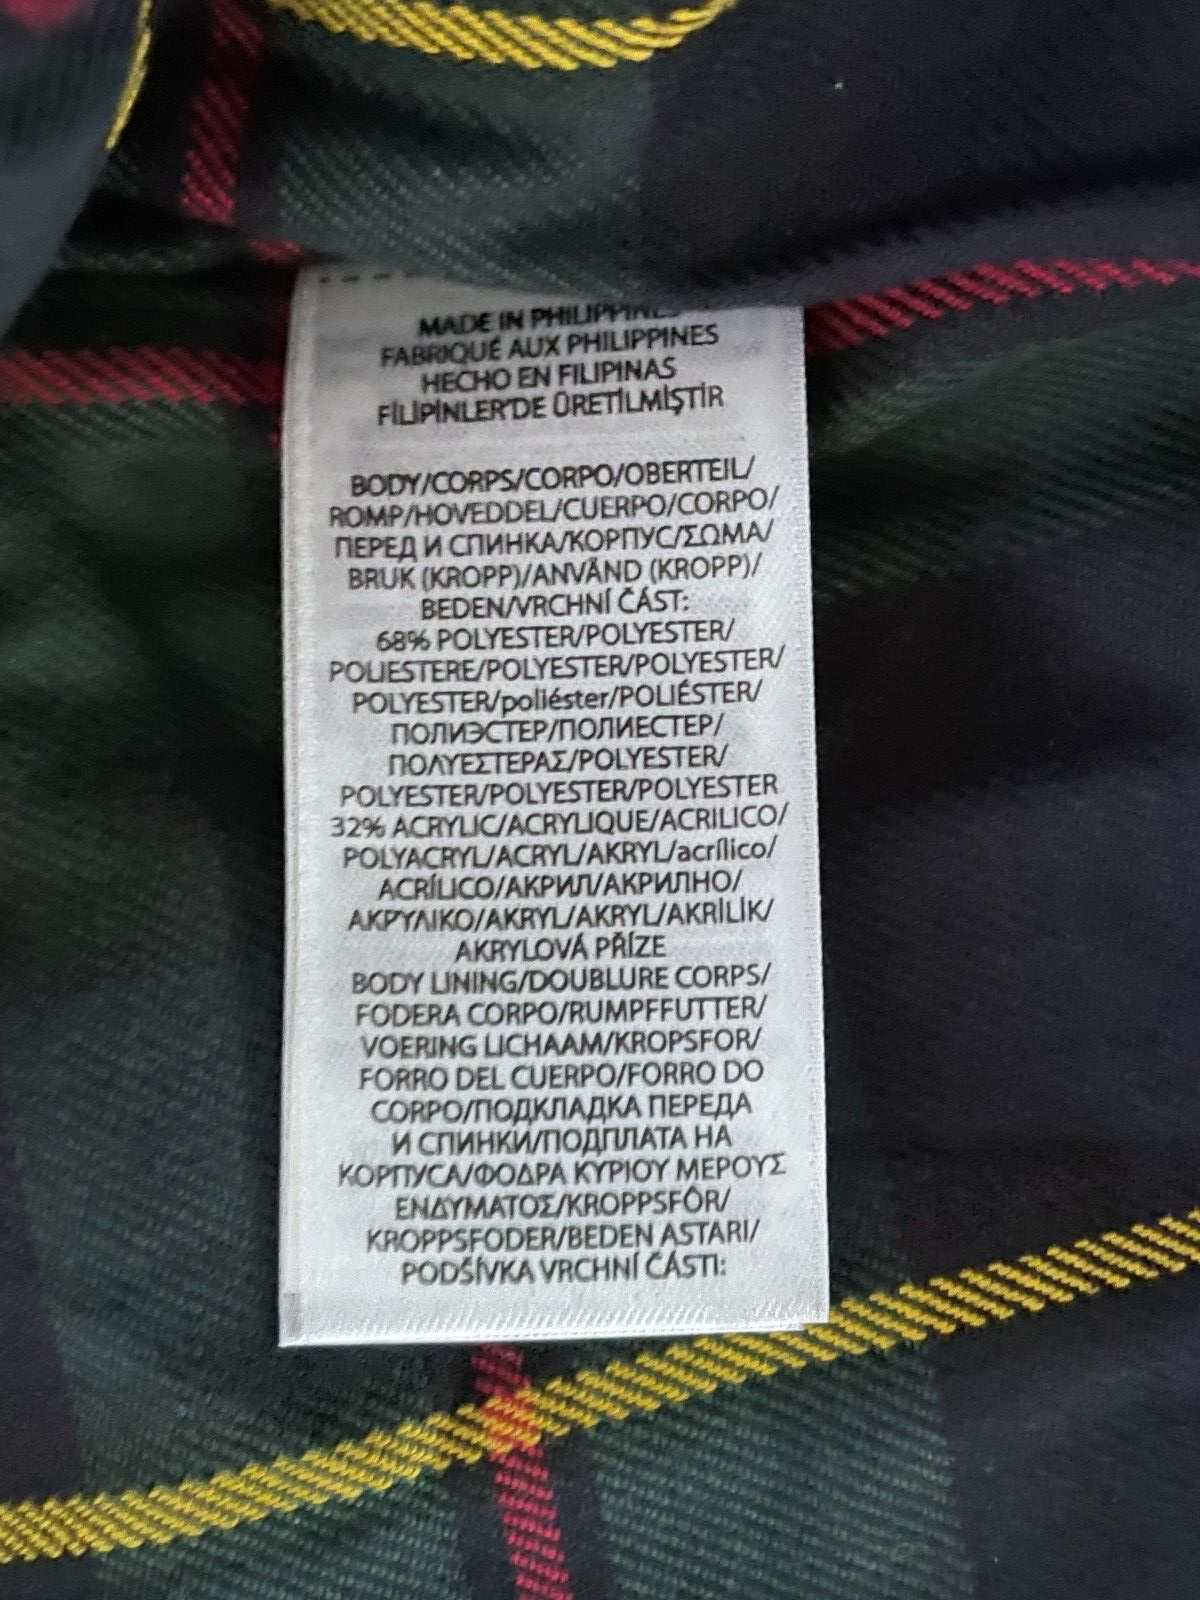 MADE IN PHILIPPINES
FABRIQUÉ AUX PHILIPPINES
HECHO EN FILIPINAS
FİLİPİNLER'DE ÜRETİLMİŞTİR
BODY/CORPS/CORPO/OBERTEIL/
ROMP/HOVEDDEL/CUERPO/CORPO/
ПЕРЕД И СПИНКА/КОРПУС/ΣΩΜΑ/
BRUK (KROPP)/ANVÄND (KROPP)/
BEDEN/VRCHNÍ ČÁST:
68% POLYESTER/POLYESTER/
POLIESTERE/POLYESTER/POLYESTER/
POLYESTER/poliéster/POLIÉSTER/
ПОЛИЭСТЕР/ПОЛИЕСТЕР/
ΠΟΛΥΕΣΤΕΡΑΣ/POLYESTER/
POLYESTER/POLYESTER/POLYESTER
32% ACRYLIC/ACRYLIQUE/ACRILICO/
POLYACRYL/ACRYL/AKRYL/acrílico/
ACRÍLICO/АКРИЛ/АКРИЛНО/
ΑΚΡΥΛΙΚΟ/AKRYL/AKRYL/AKRİLİK/
AKRYLOVÁ PŘÍZE
BODY LINING/DOUBLURE CORPS/
FODERA CORPO/RUMPFFUTTER/
VOERING LICHAAM/KROPSFOR/
FORRO DEL CUERPO/FORRO DO
CORPO/ПОДКЛАДКА ПЕРЕДА
И СПИНКИ/ПОДПЛАТА НА
КОРПУСА/ΦΟΔΡΑ ΚΥΡΙΟΥ ΜΕΡΟΥΣ
ΕΝΔΥΜΑΤΟΣ/KROPPSFÔR/
KROPPSFODER/BEDEN ASTARI/
PODŠÍVKA VRCHNÍ ČÁSTI: